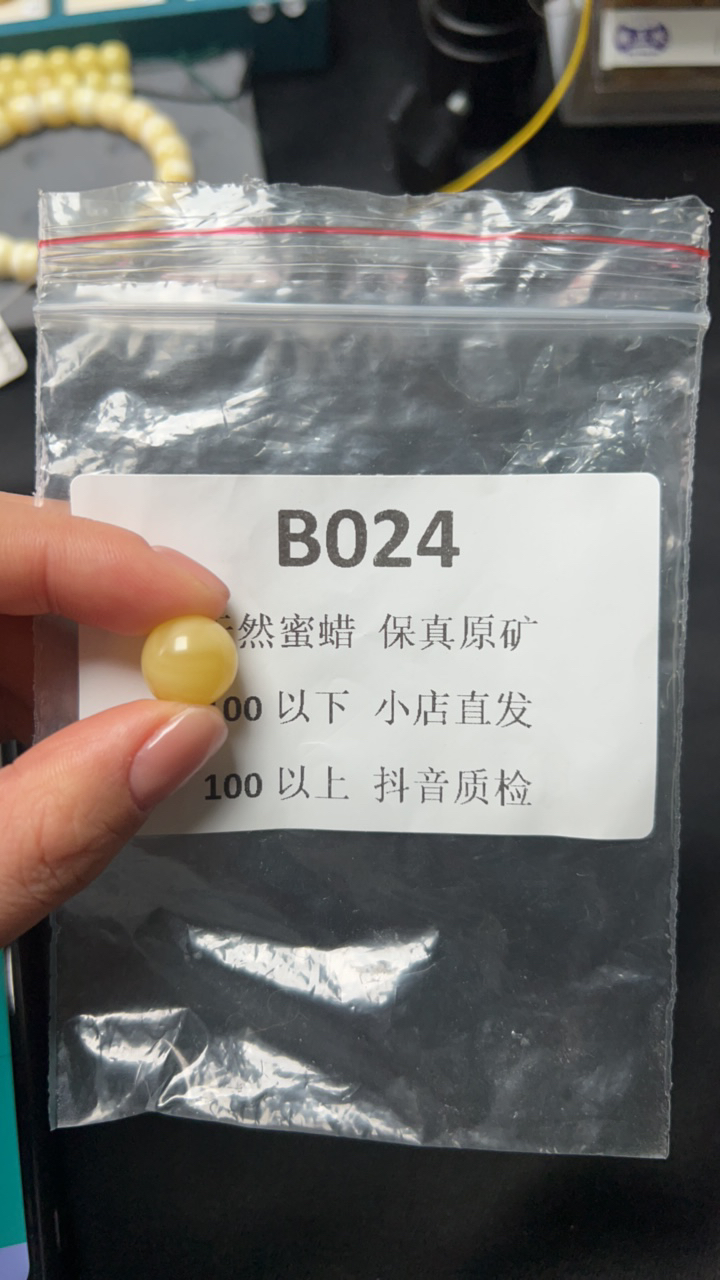 B024
然蜜蜡 保真原矿
00 以下 小店直发
100 以上 抖音质检